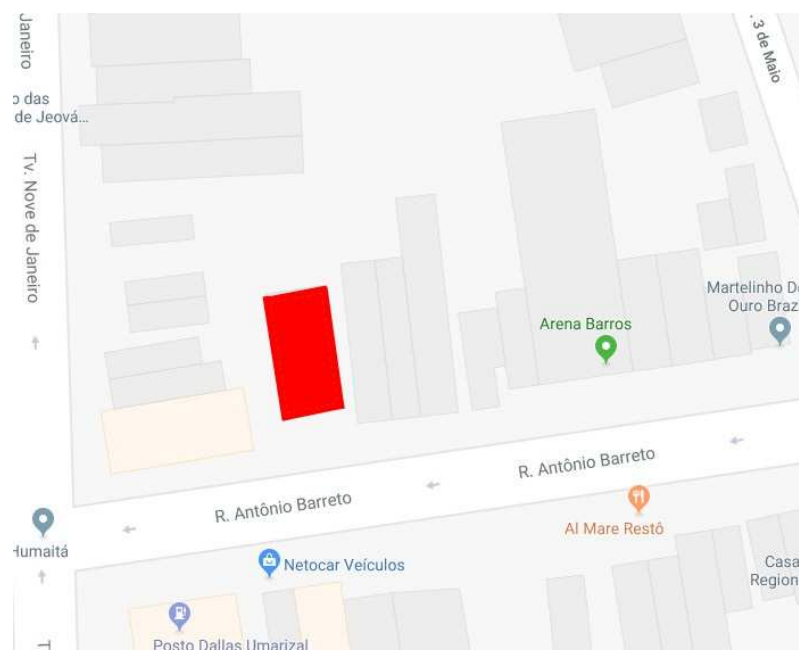 Janeiro
3 de Maio
o das
de Jeová...
Tv. Nove de Janeiro
Martelinho D
Ouro Braz
Arena Barros
R. Antônio Barreto
R. Antônio Barreto
Humaitá
Al Mare Restô
Netocar Veículos
Casa
Region
Posto Dallas Umarizal
T